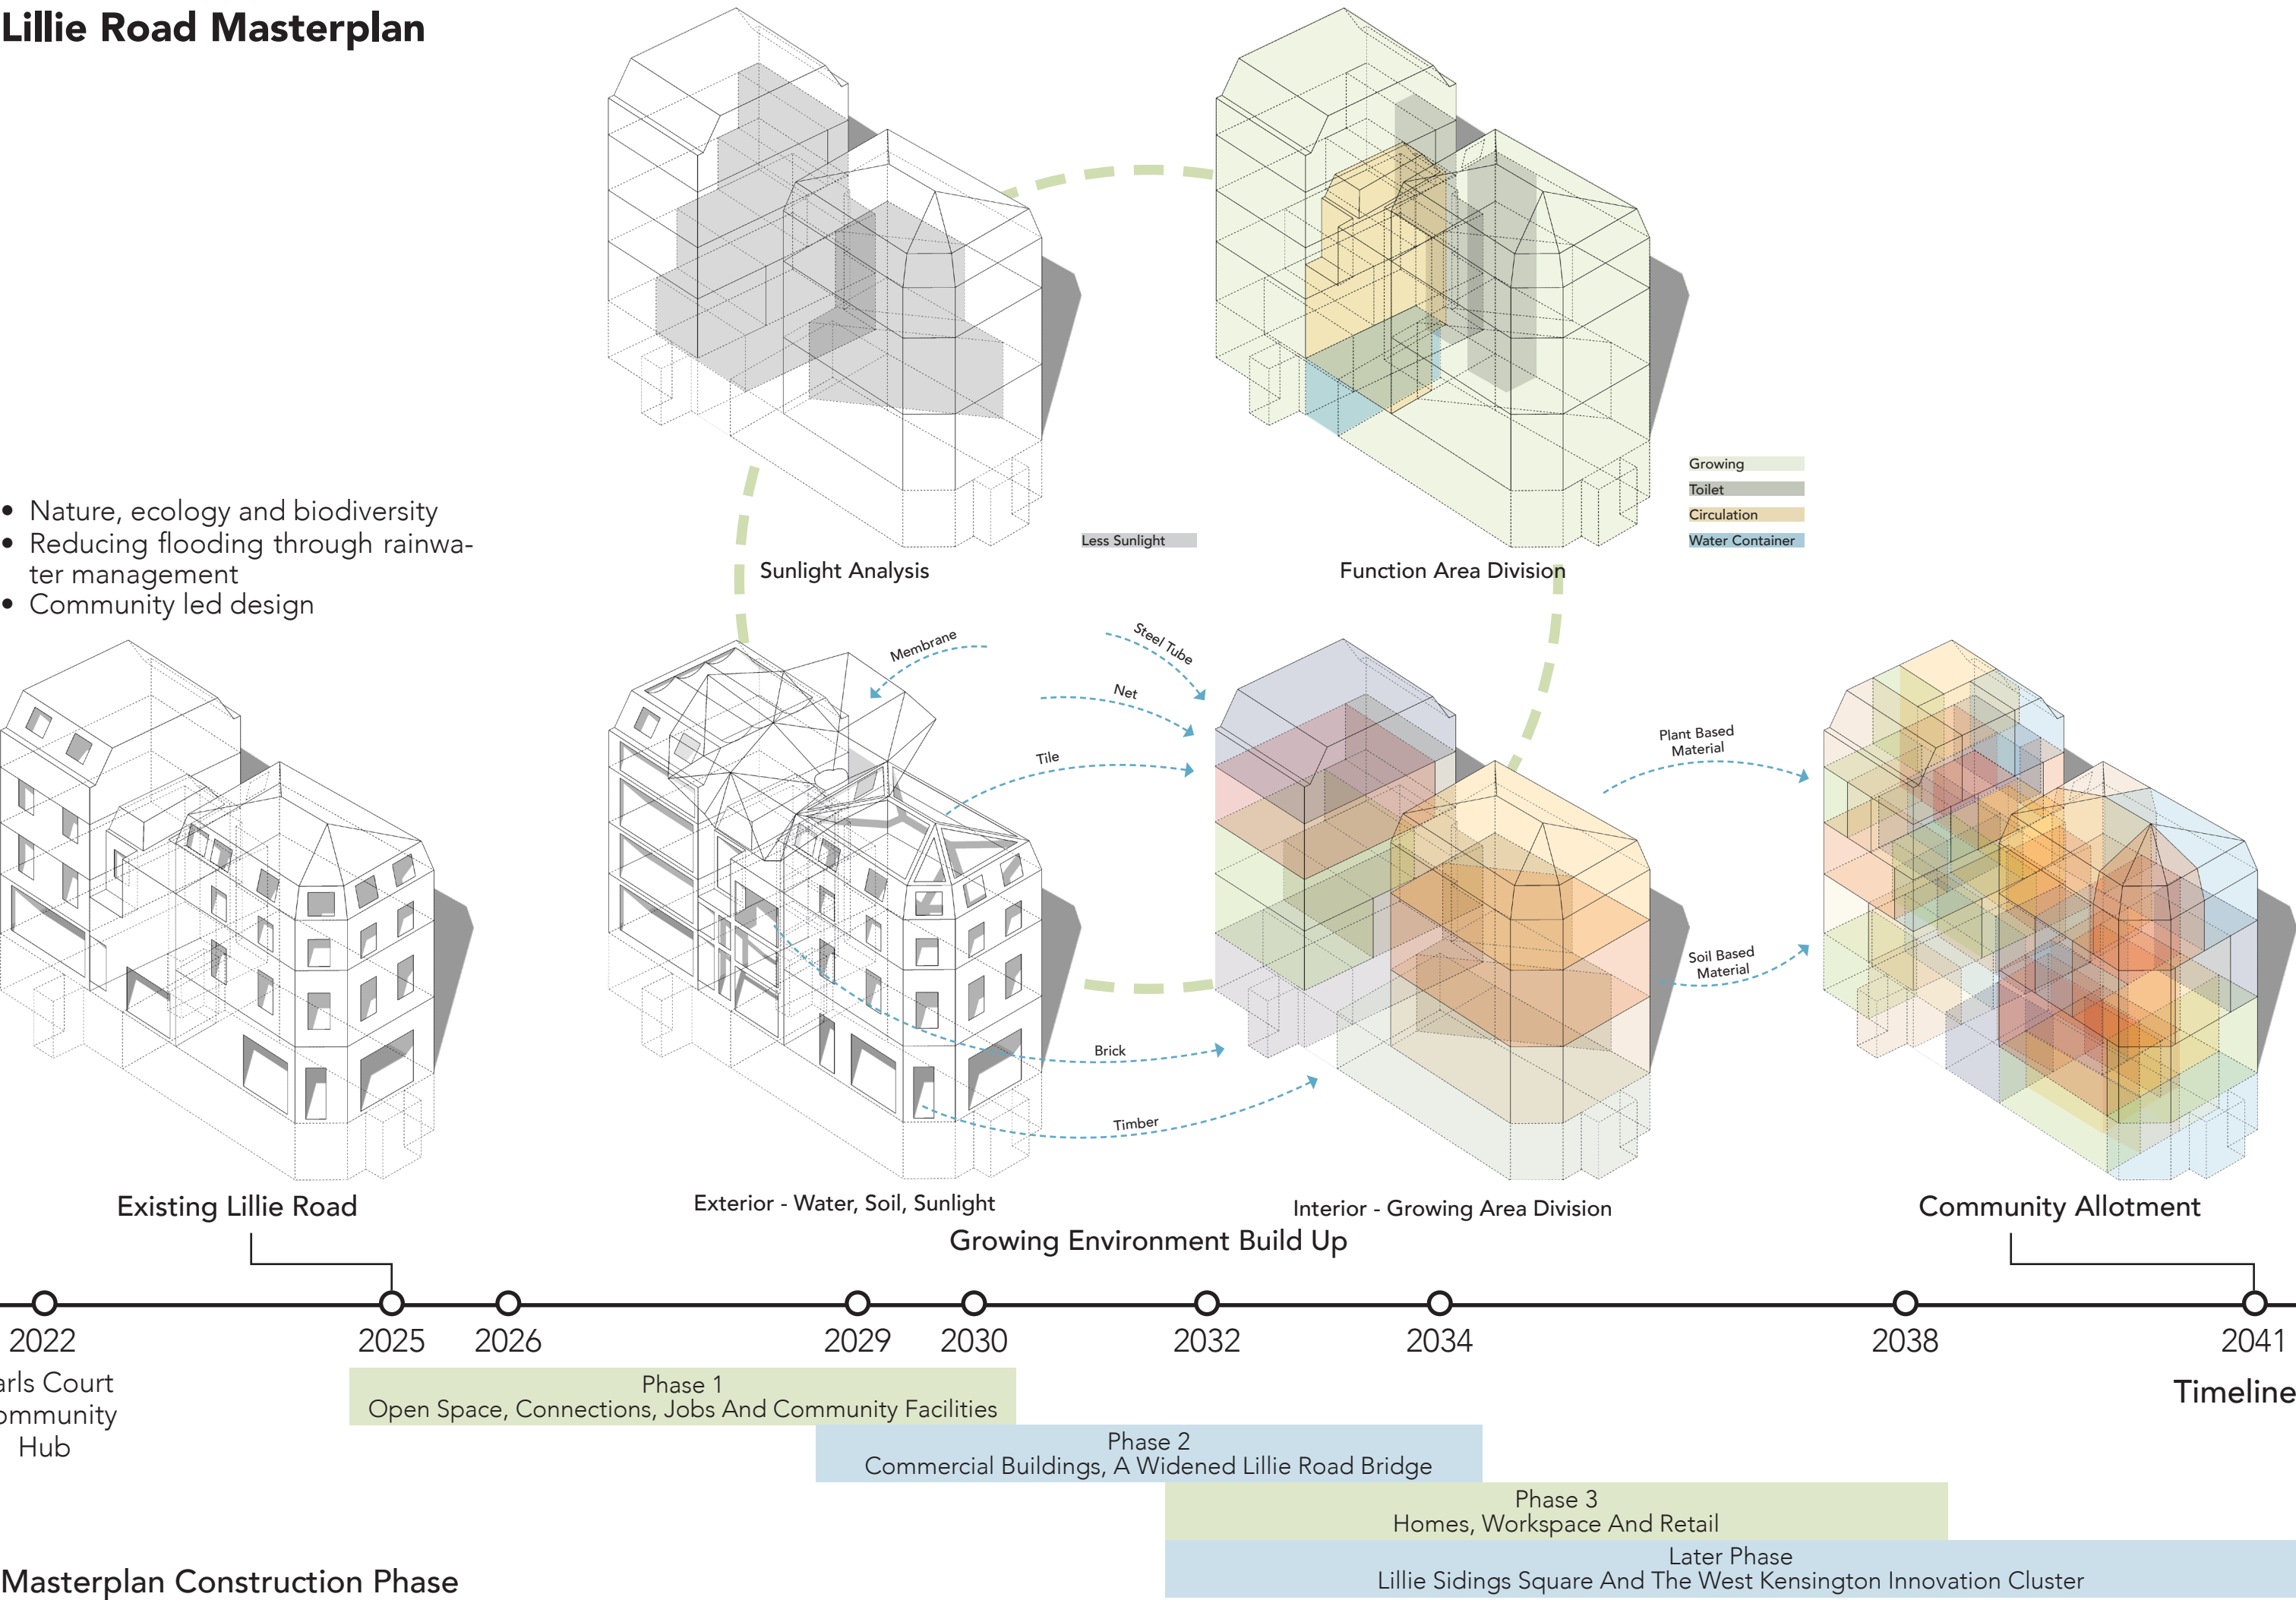 Lillie Road Masterplan
• Nature, ecology and biodiversity
• Reducing flooding through rainwa-
ter management
• Community led design
Less Sunlight
Sunlight Analysis
Growing
Toilet
Circulation
Water Container
Function Area Division
Membrane
Steel Tube
Net
Tile
Brick
Timber
Plant Based
Material
Soil Based
Material
Existing Lillie Road
Exterior - Water, Soil, Sunlight
Interior - Growing Area Division
Growing Environment Build Up
Community Allotment
2022
2025
2026
2029
2030
2032
2034
2038
2041
arls Court
ommunity
Hub
Timeline
Phase 1
Open Space, Connections, Jobs And Community Facilities
Phase 2
Commercial Buildings, A Widened Lillie Road Bridge
Phase 3
Homes, Workspace And Retail
Later Phase
Lillie Sidings Square And The West Kensington Innovation Cluster
Masterplan Construction Phase